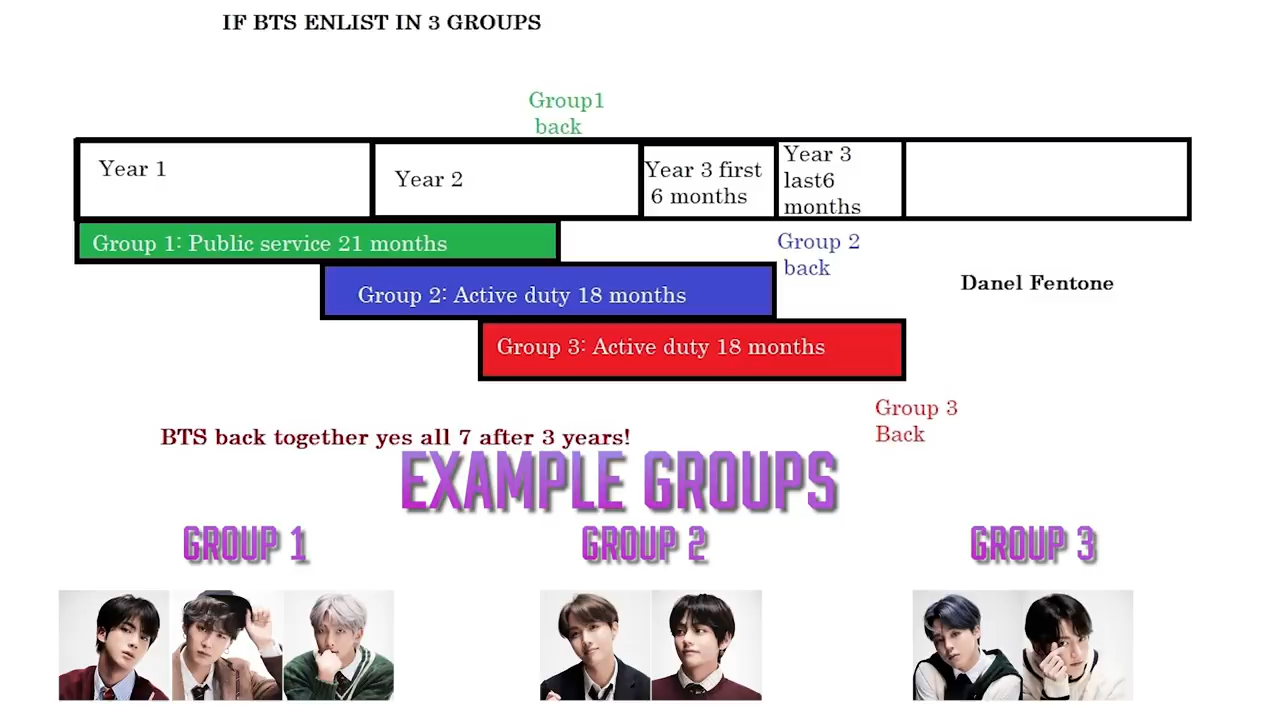 IF BTS ENLIST IN 3 GROUPS
Group1
back
Year 1
Year 2
Year 3 first
6 months
Year 3
last6
months
Group 1: Public service 21 months
Group 2
back
Group 2: Active duty 18 months
Danel Fentone
Group 3: Active duty 18 months
Group 3
Back
BTS back together yes all 7 after 3 years!
EXAMPLE GROUPS
GROUP 1
GROUP 2
GROUP 3